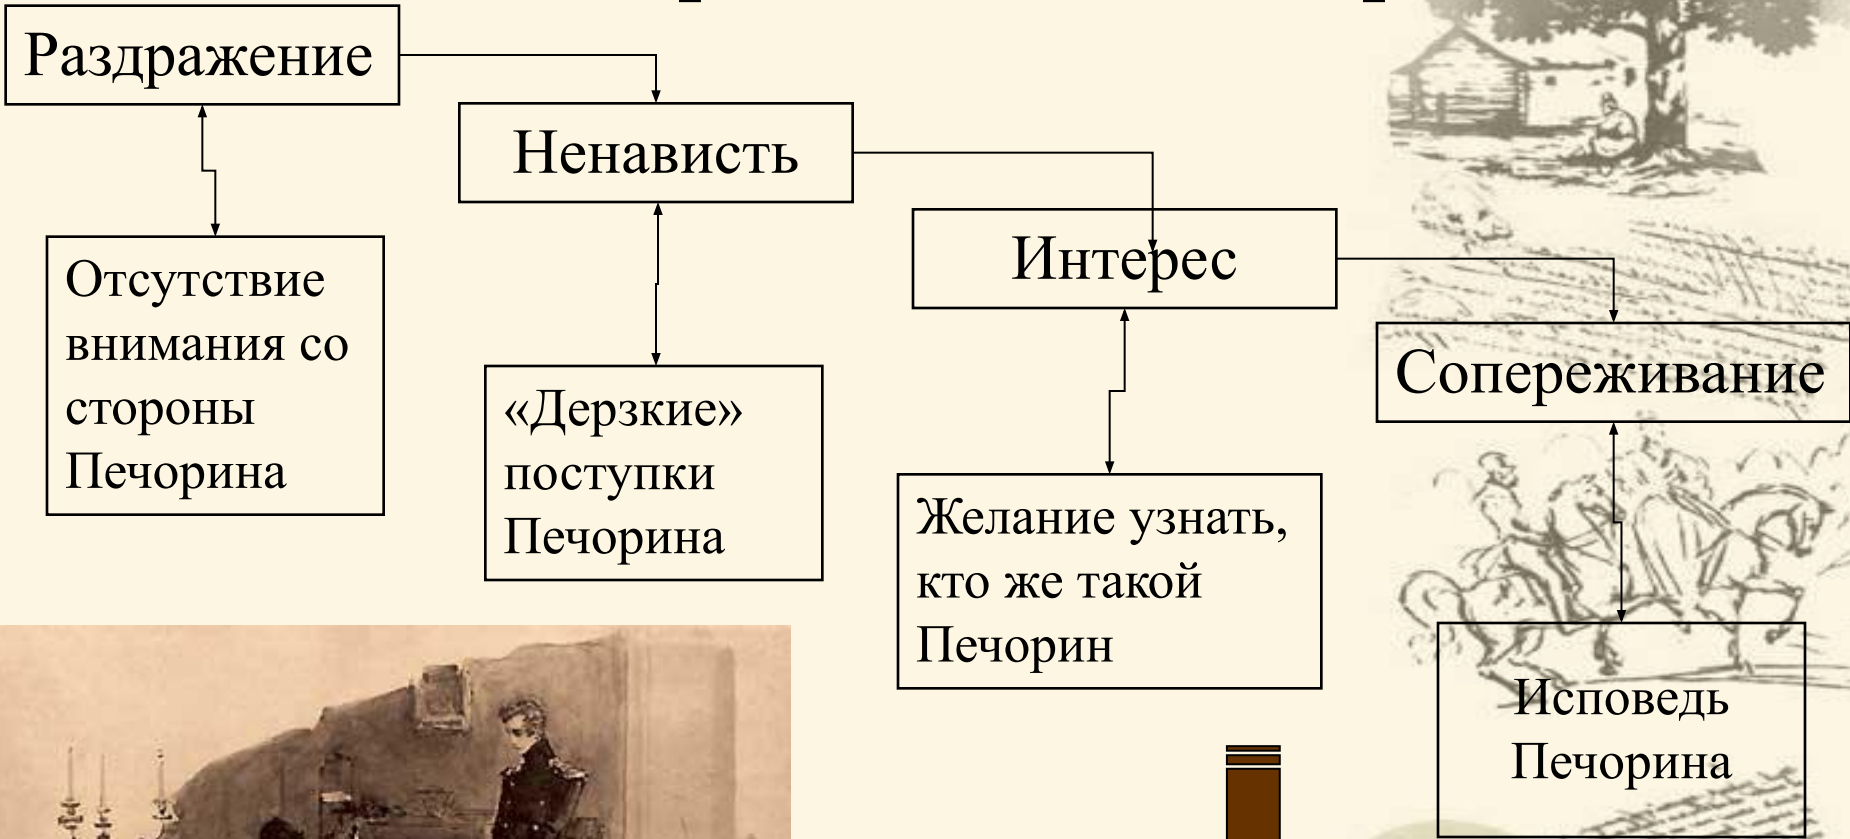 Раздражение
Ненависть
Интерес
Сопереживание
Отсутствие
внимания со
стороны
Печорина
«Дерзкие»
поступки
Печорина
Желание узнать,
кто же такой
Печорин
Исповедь
Печорина